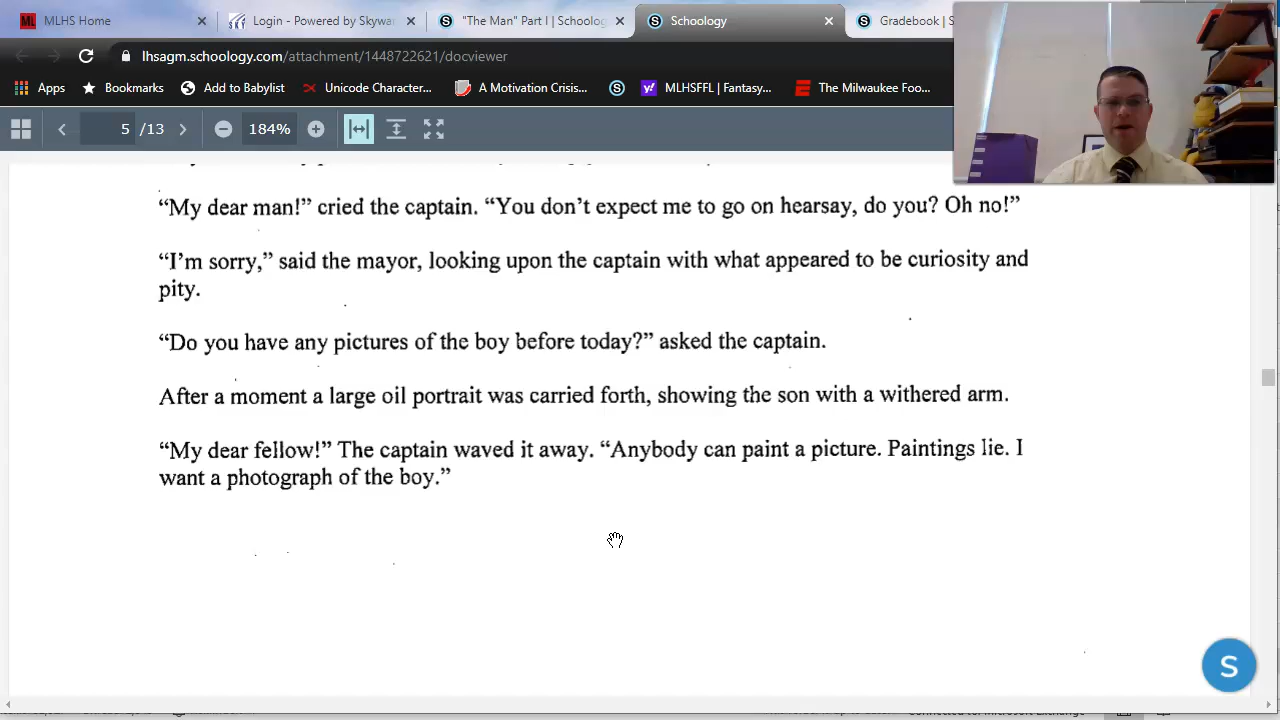 MLHS Home
Login - Powered by Skywar
"The Man" Part I | Schoolog
Schoology
Gradebook | S
lhsagm.schoology.com/attachment/1448722621/docviewer
Apps
Bookmarks
Add to Babylist
Unicode Character...
A Motivation Crisis...
MLHSFFL | Fantasy...
The Milwaukee Foo...
5 /13
184%
“My dear man!” cried the captain. “You don’t expect me to go on hearsay, do you? Oh no!”
“I’m sorry,” said the mayor, looking upon the captain with what appeared to be curiosity and
pity.
“Do you have any pictures of the boy before today?” asked the captain.
After a moment a large oil portrait was carried forth, showing the son with a withered arm.
“My dear fellow!” The captain waved it away. “Anybody can paint a picture. Paintings lie. I
want a photograph of the boy.”
S